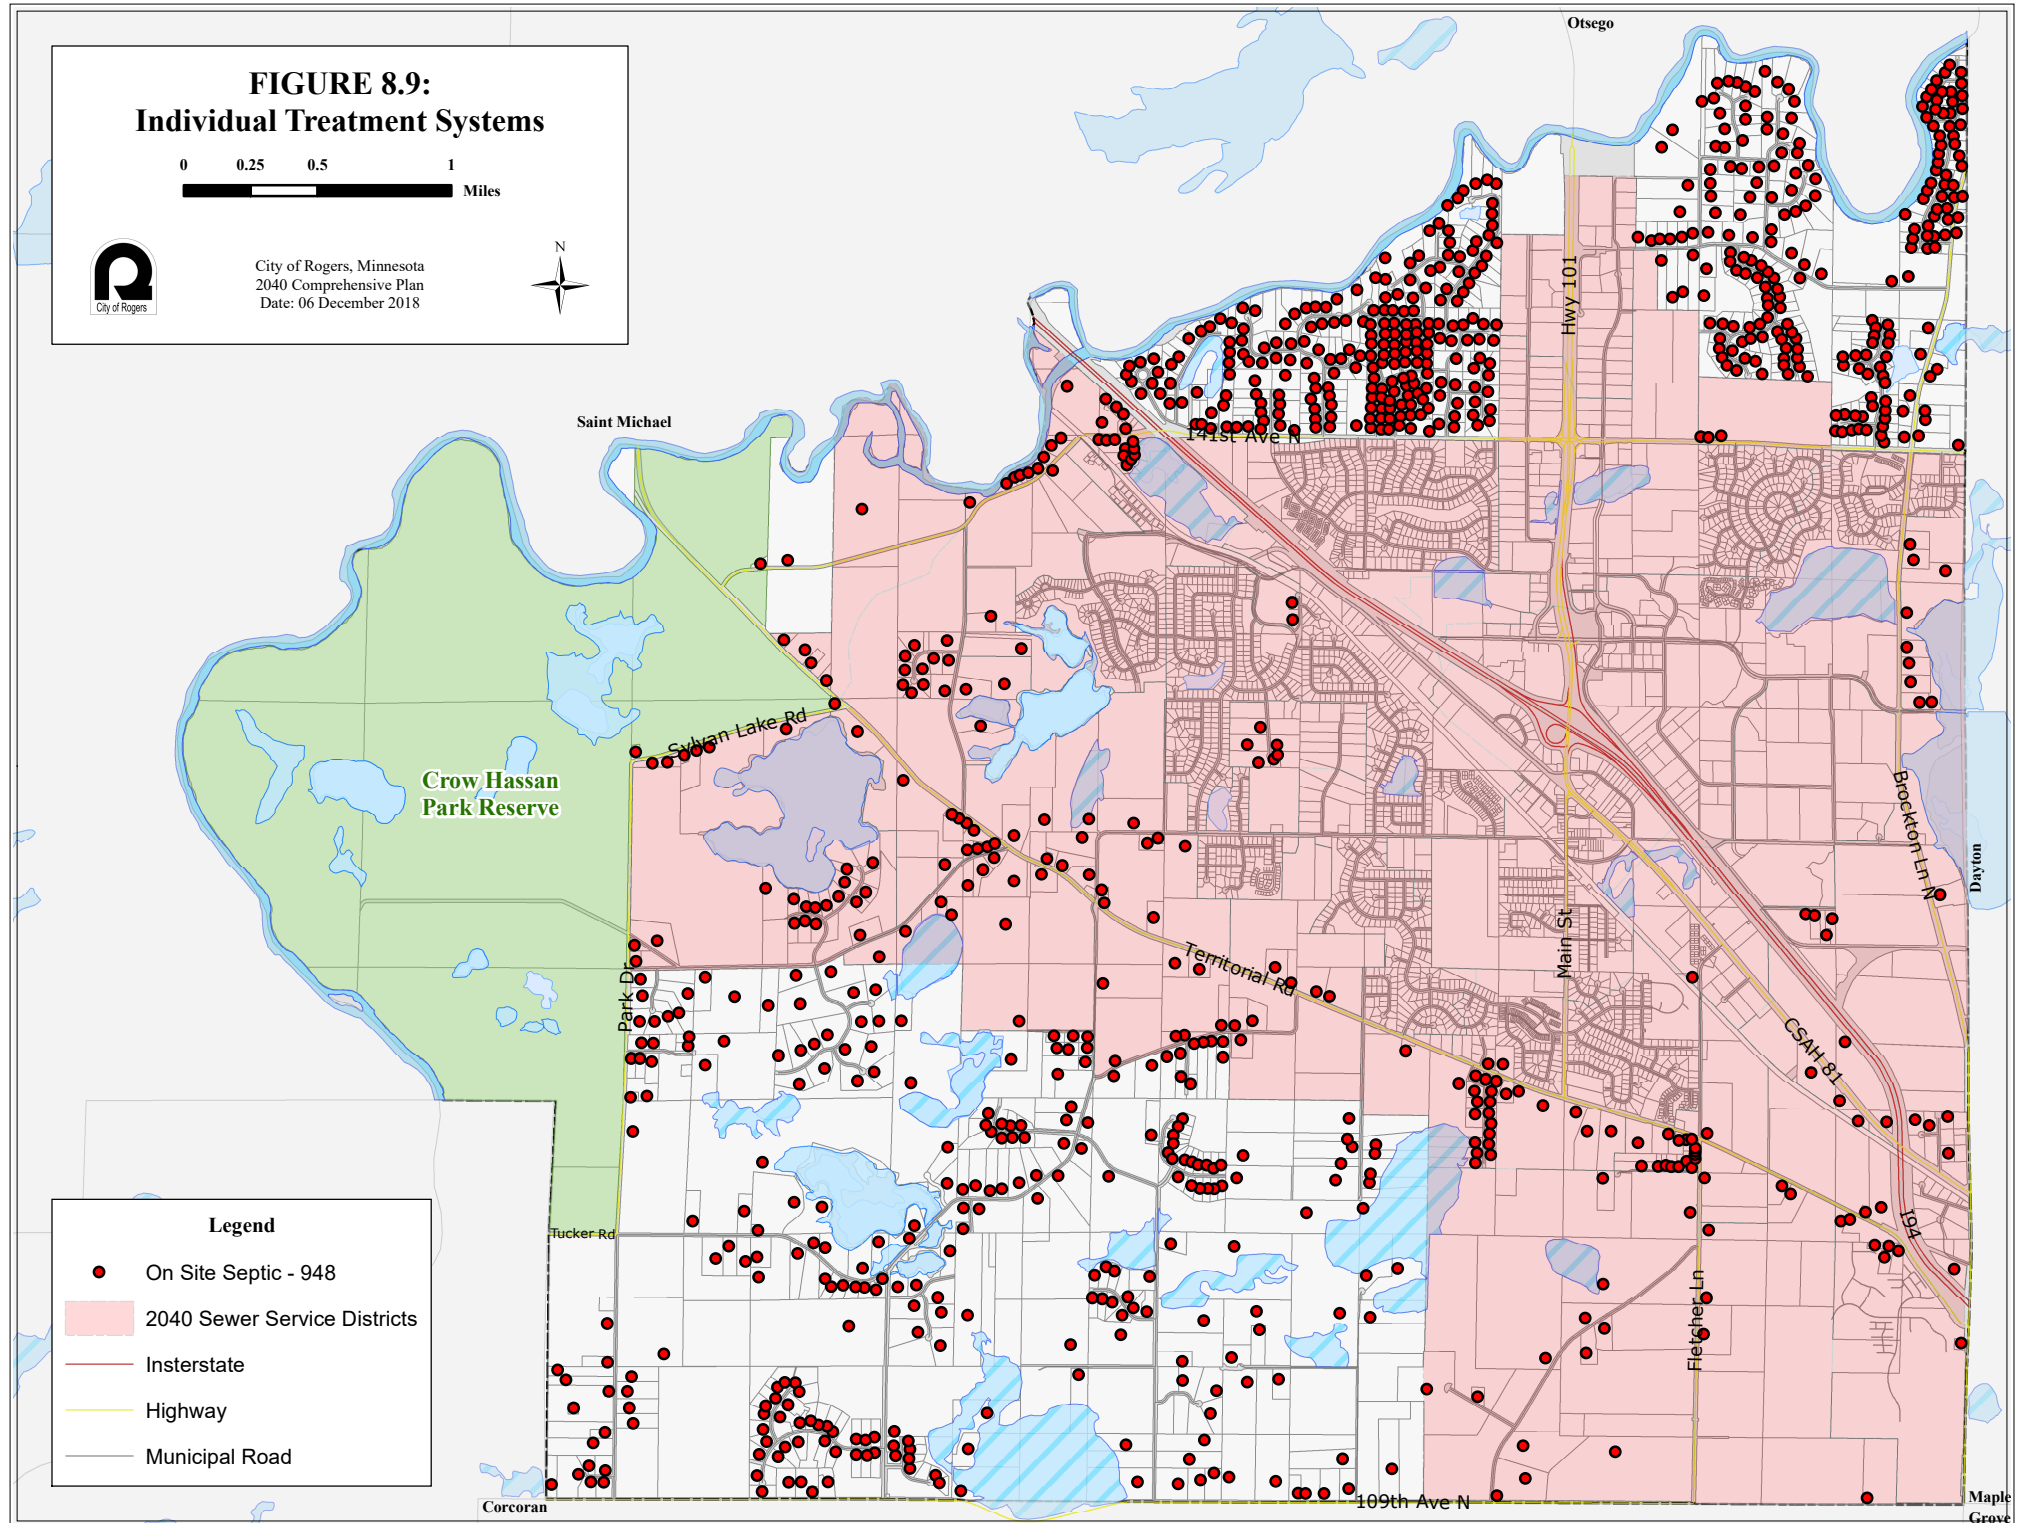 FIGURE 8.9:
Individual Treatment Systems
0 0.25 0.5 1
Miles
City of Rogers
City of Rogers, Minnesota
2040 Comprehensive Plan
Date: 06 December 2018
N
Otsego
Saint Michael
Hwy 101
141st Ave N
Sylvan Lake Rd
Crow Hassan
Park Reserve
Brockton Ln N
Dayton
Main St
Territorial Rd
Park Dr
CSAH 81
I94
Tucker Rd
Fletcher Ln
109th Ave N
Corcoran
Maple
Grove
Legend
On Site Septic - 948
2040 Sewer Service Districts
Insterstate
Highway
Municipal Road